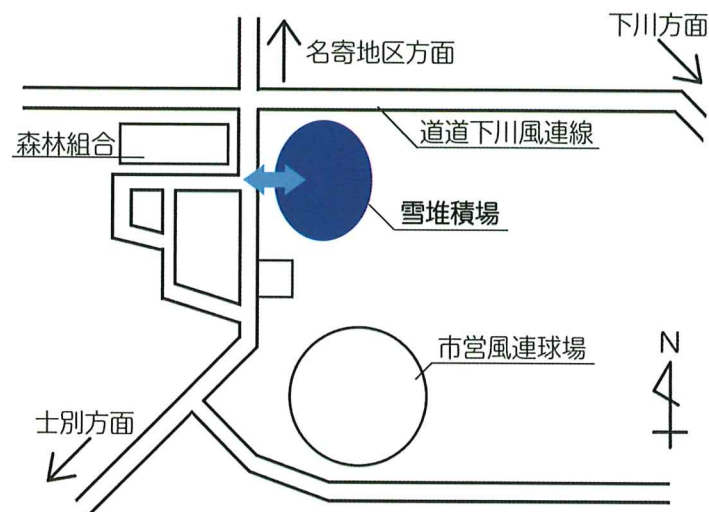 下川方面
名寄地区方面
道道下川風連線
森林組合
雪堆積場
市営風連球場
N
士別方面